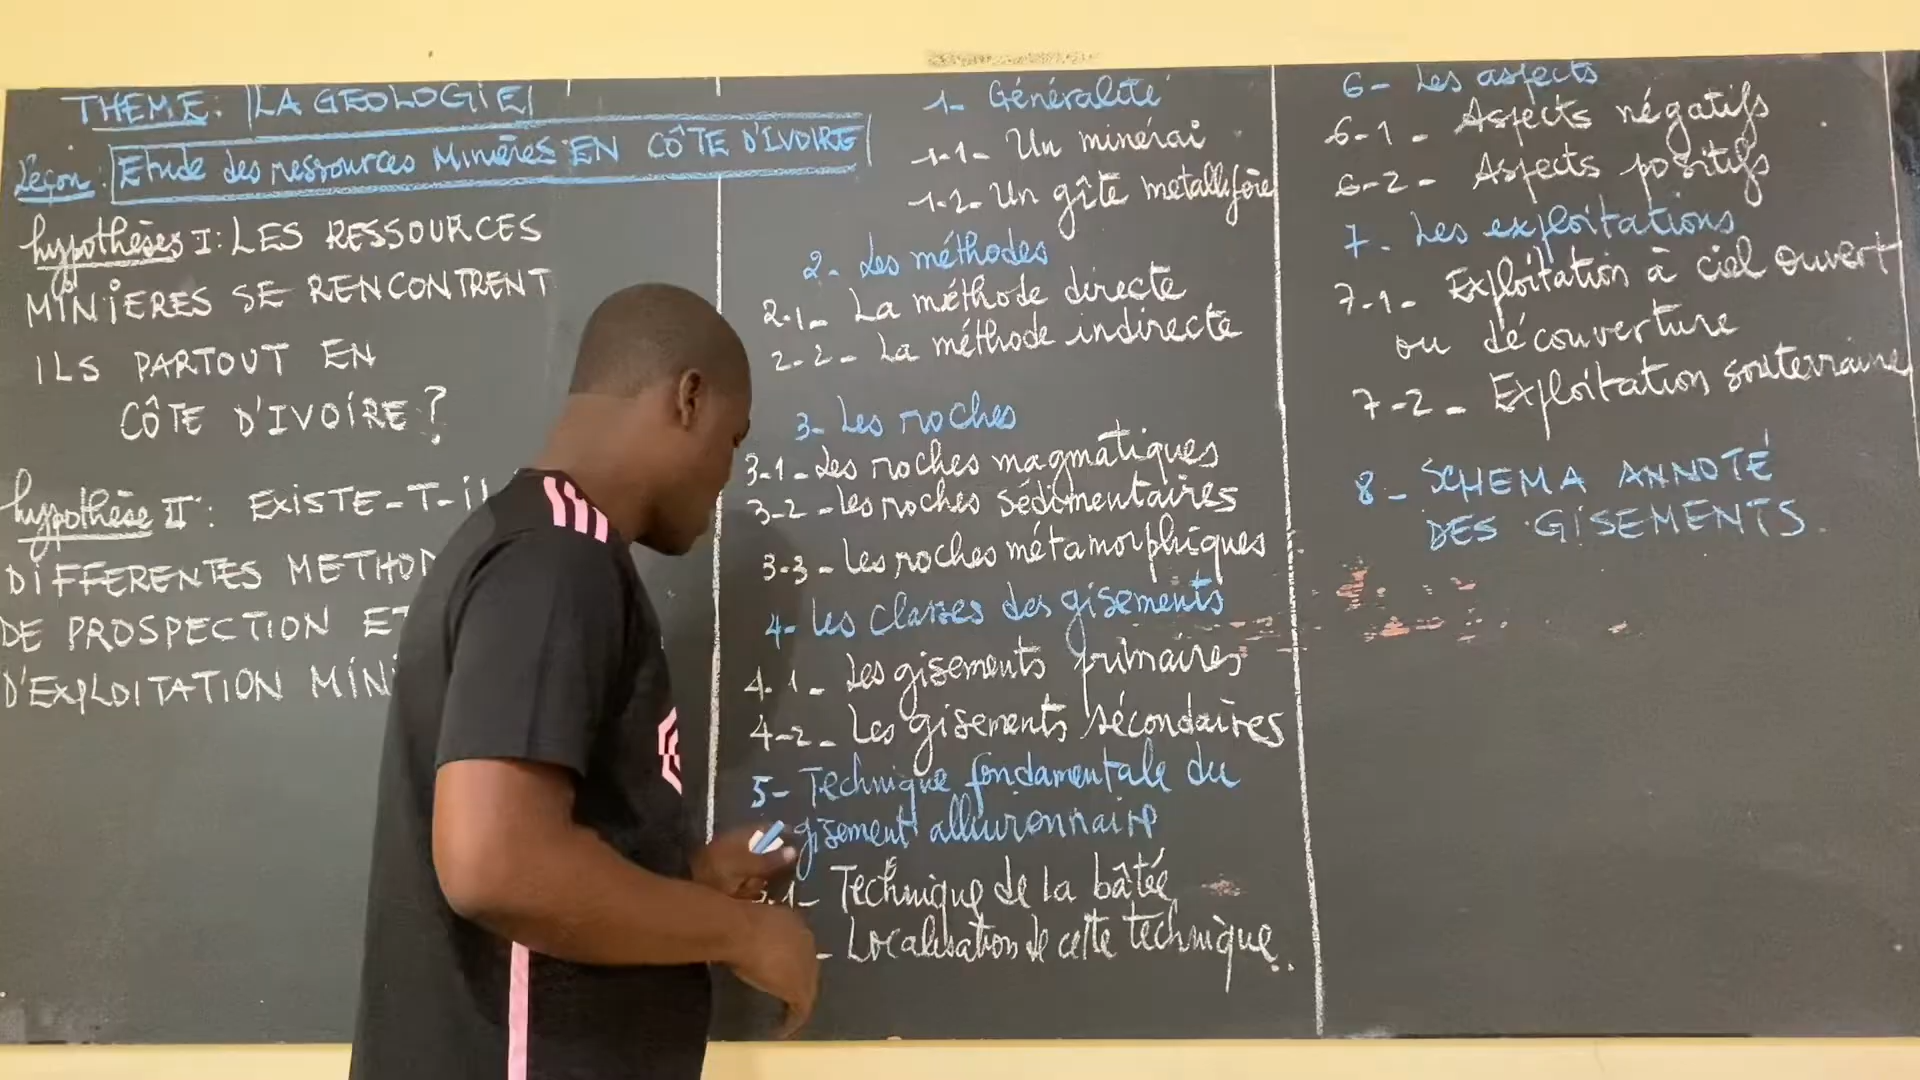 THEME: LA GEOLOGIE
Leçon: Etude des ressources Minières EN CÔTE D'IVOIRE
hypothèses I: LES RESSOURCES
MINIERES SE RENCONTRENT
ILS PARTOUT EN
CÔTE D'IVOIRE?
hypothèse II: EXISTE-T-IL
DIFFERENTES
DE PROSPECTION ET
D'EXPLOITATION
1- Généralité
1-1- Un minérai
1-2- Un gîte metallifère
2- Les méthodes
2-1- La méthode directe
2-2- La méthode indirecte
3- Les roches
3-1- Les roches magmatiques
3-2- Les roches sédimentaires
3-3- Les roches métamorphiques
4- Les classes des gisements
4-1- Les gisements primaires
4-2- Les gisements sécondaires
5- Technique fondamentale du
gisement alluvionnaire
Technique de la bâtée
- Localisation de cette technique.
6- Les aspects
6-1- Aspects négatifs
6-2- Aspects positifs
7- Les exploitations
7-1- Exploitation à ciel ouvert
ou découverture
7-2- Exploitation souterraine
8- SCHEMA ANNOTÉ
DES GISEMENTS.